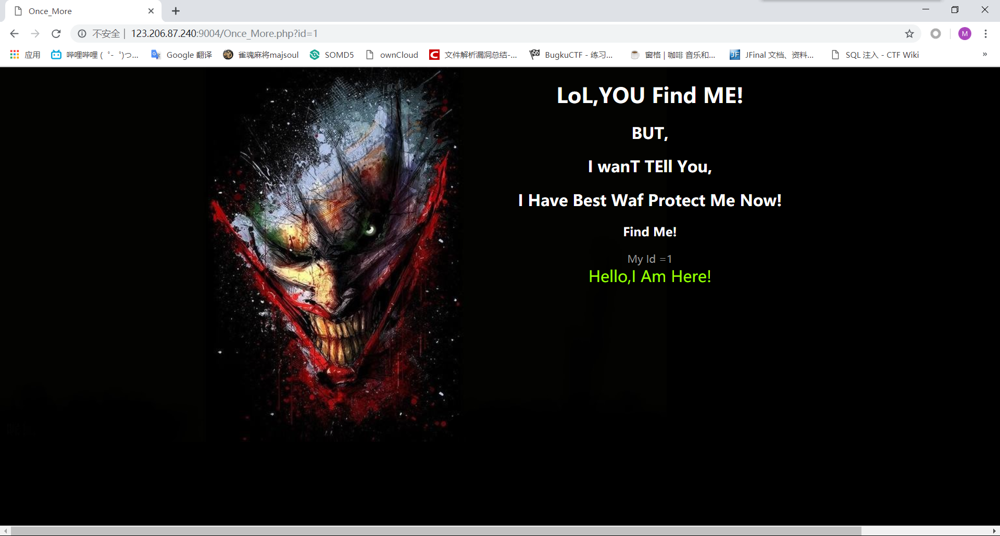 Once_More
不安全 | 123.206.87.240:9004/Once_More.php?id=1
M
应用 哔哩哔哩 ( ゜- ゜)つ... Google 翻译 雀魂麻将majsoul SOMD5 ownCloud 文件解析漏洞总结-... BugkuCTF - 练习... 窗格 | 咖啡 音乐和... JFinal 文档、资料... SQL 注入 - CTF Wiki »
LoL,YOU Find ME!
BUT,
I wanT TEll You,
I Have Best Waf Protect Me Now!
Find Me!
My Id =1
Hello,I Am Here!